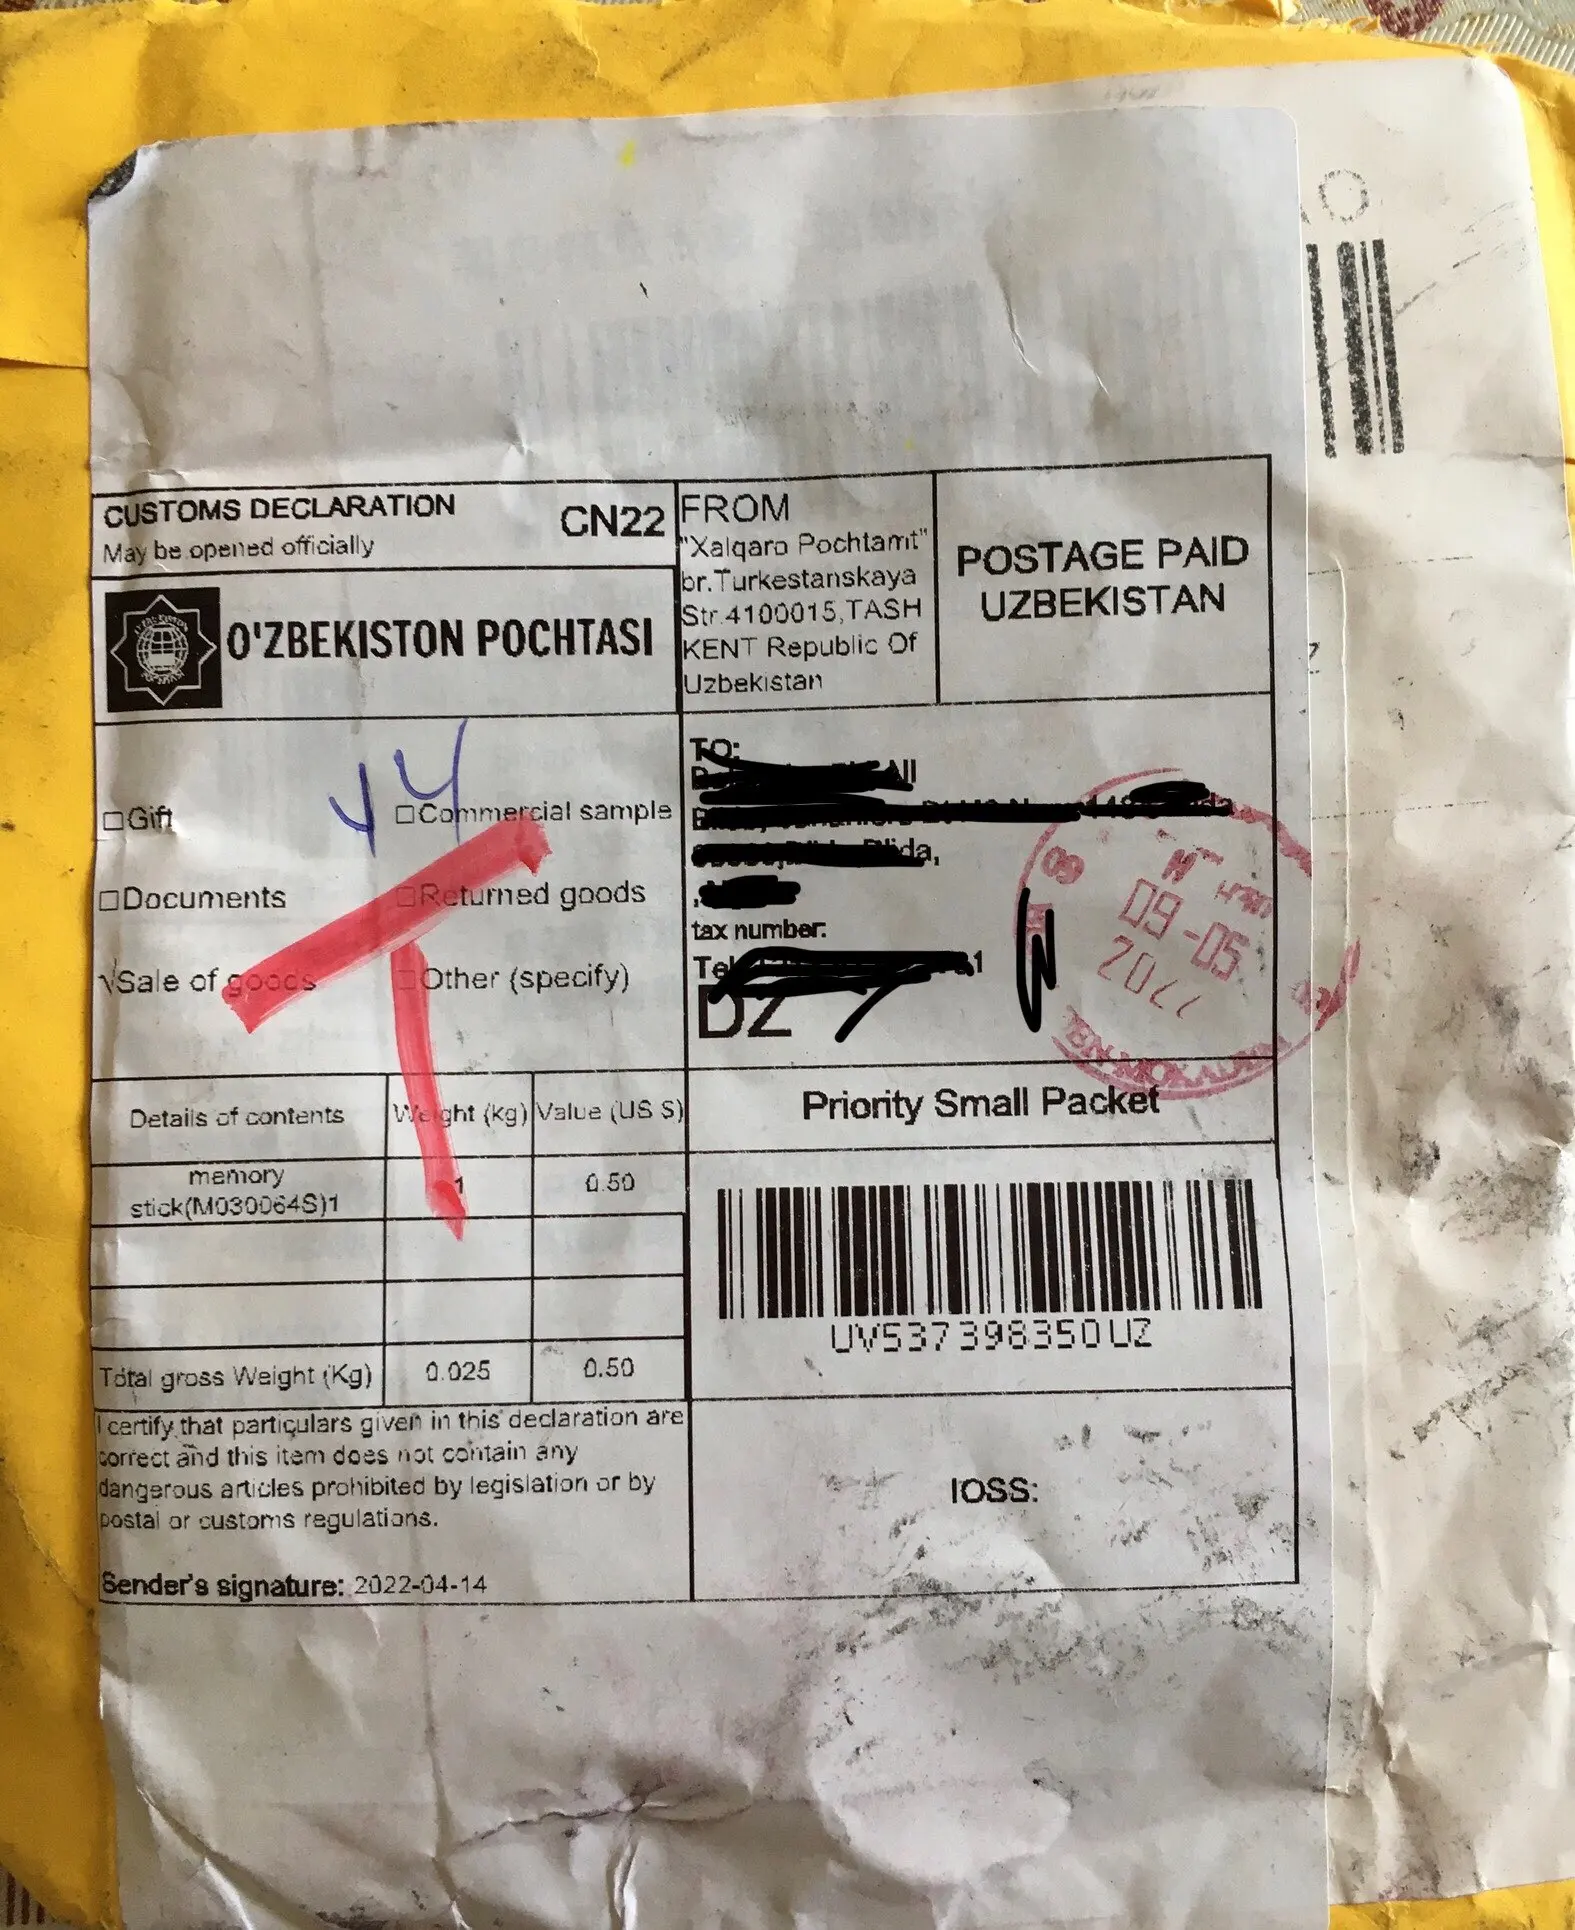 CUSTOMS DECLARATION
May be opened officially
CN22
O'ZBEKISTON POCHTASI
FROM
"Xalqaro Pochtamt"
br.Turkestanskaya
Str.4100015,TASH
KENT Republic Of
Uzbekistan
POSTAGE PAID
UZBEKISTAN
□Gift
□Commercial sample
□Documents
□Returned goods
√Sale of goods
□Other (specify)
TO:
tax number:
Tel
DZ
09-05
2022
Details of contents
Weight (kg)
Value (US $)
memory
stick(M030064S)1
1
0.50
Total gross Weight (Kg)
0.025
0.50
I certify that particulars given in this declaration are
correct and this item does not contain any
dangerous articles prohibited by legislation or by
postal or customs regulations.
Sender's signature: 2022-04-14
Priority Small Packet
UV537398350UZ
IOSS:
T